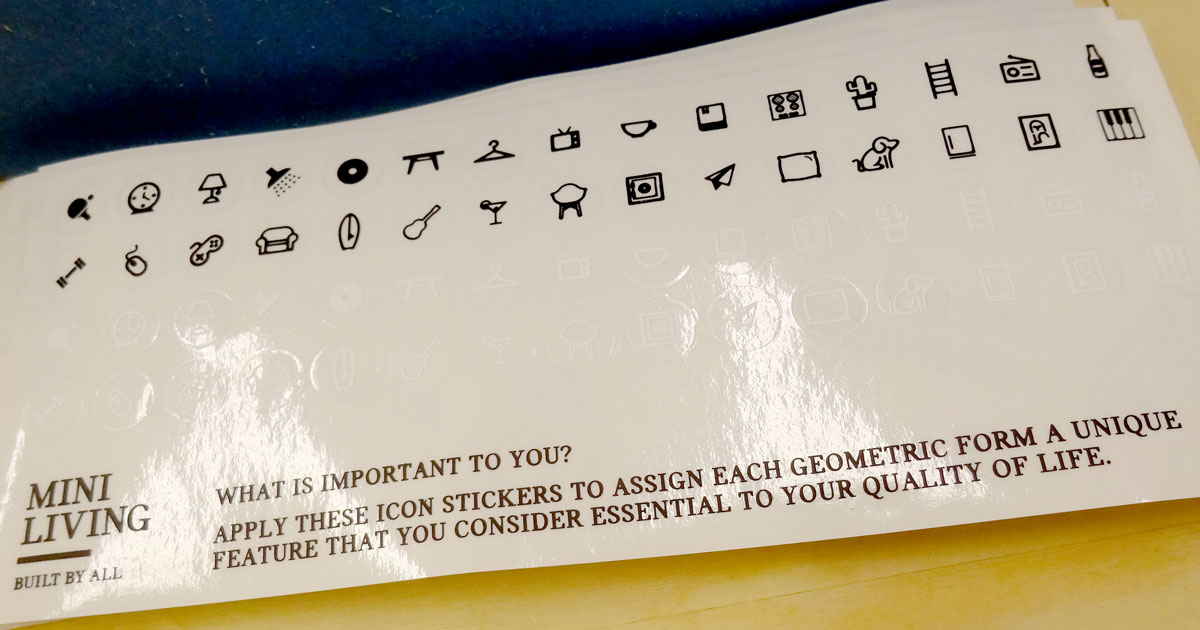 MINI
LIVING
BUILT BY ALL
WHAT IS IMPORTANT TO YOU?
APPLY THESE ICON STICKERS TO ASSIGN EACH GEOMETRIC FORM A UNIQUE
FEATURE THAT YOU CONSIDER ESSENTIAL TO YOUR QUALITY OF LIFE.